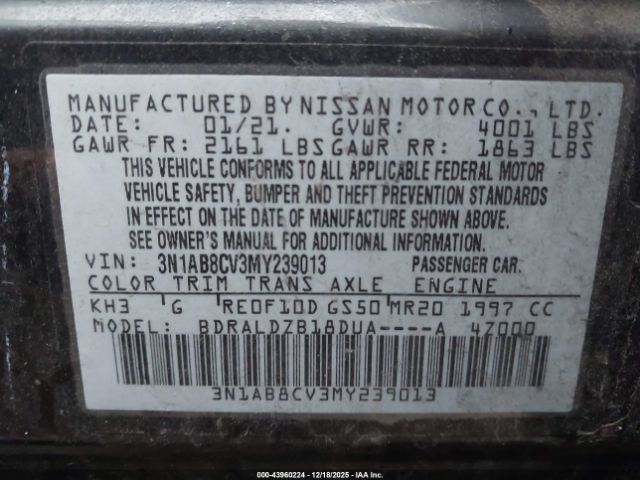 MANUFACTURED BY NISSAN MOTOR CO., LTD.
DATE: 01/21. GVWR: 4001 LBS
GAWR FR: 2161 LBS GAWR RR: 1863 LBS
THIS VEHICLE CONFORMS TO ALL APPLICABLE FEDERAL MOTOR
VEHICLE SAFETY, BUMPER AND THEFT PREVENTION STANDARDS
IN EFFECT ON THE DATE OF MANUFACTURE SHOWN ABOVE.
SEE OWNER'S MANUAL FOR ADDITIONAL INFORMATION.
VIN: 3N1AB8CV3MY239013 PASSENGER CAR.
COLOR TRIM TRANS AXLE ENGINE
KH3 G RE0F10D GS50 MR20 1997 CC
MODEL: BDRALDZB18DUA----A 4Z000
3N1AB8CV3MY239013
000-43960224 - 12/18/2025 - IAA Inc.